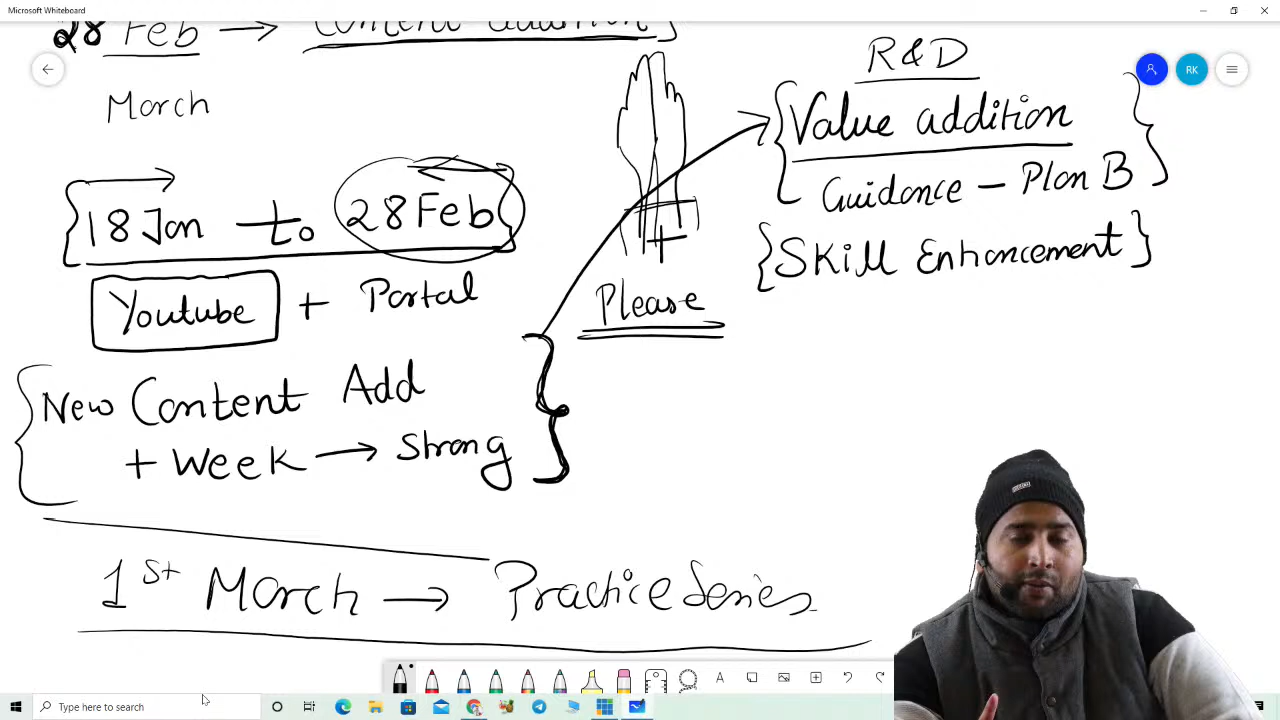 Microsoft Whiteboard
28 Feb → Content addition }
March
18 Jan to 28 Feb
Youtube + Portal
New Content Add
+ Week → Strong
Please
R&D
Value addition
Guidance - Plan B
Skill Enhancement
1st March → Practice Series
RK
Type here to search